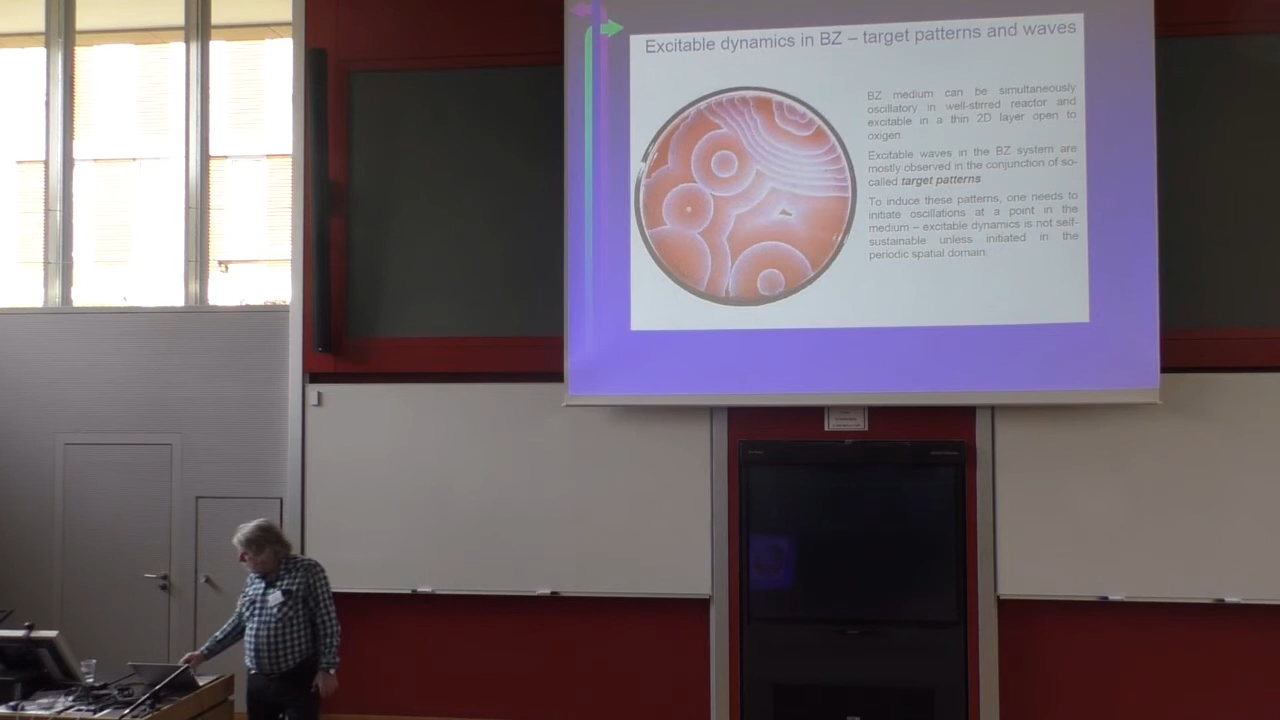 Excitable dynamics in BZ – target patterns and waves
BZ medium can be simultaneously
oscillatory in well-stirred reactor and
excitable in a thin 2D layer open to
oxigen.
Excitable waves in the BZ system are
mostly observed in the conjunction of so-
called target patterns
To induce these patterns, one needs to
initiate oscillations at a point in the
medium – excitable dynamics is not self-
sustainable unless initiated in the
periodic spatial domain.